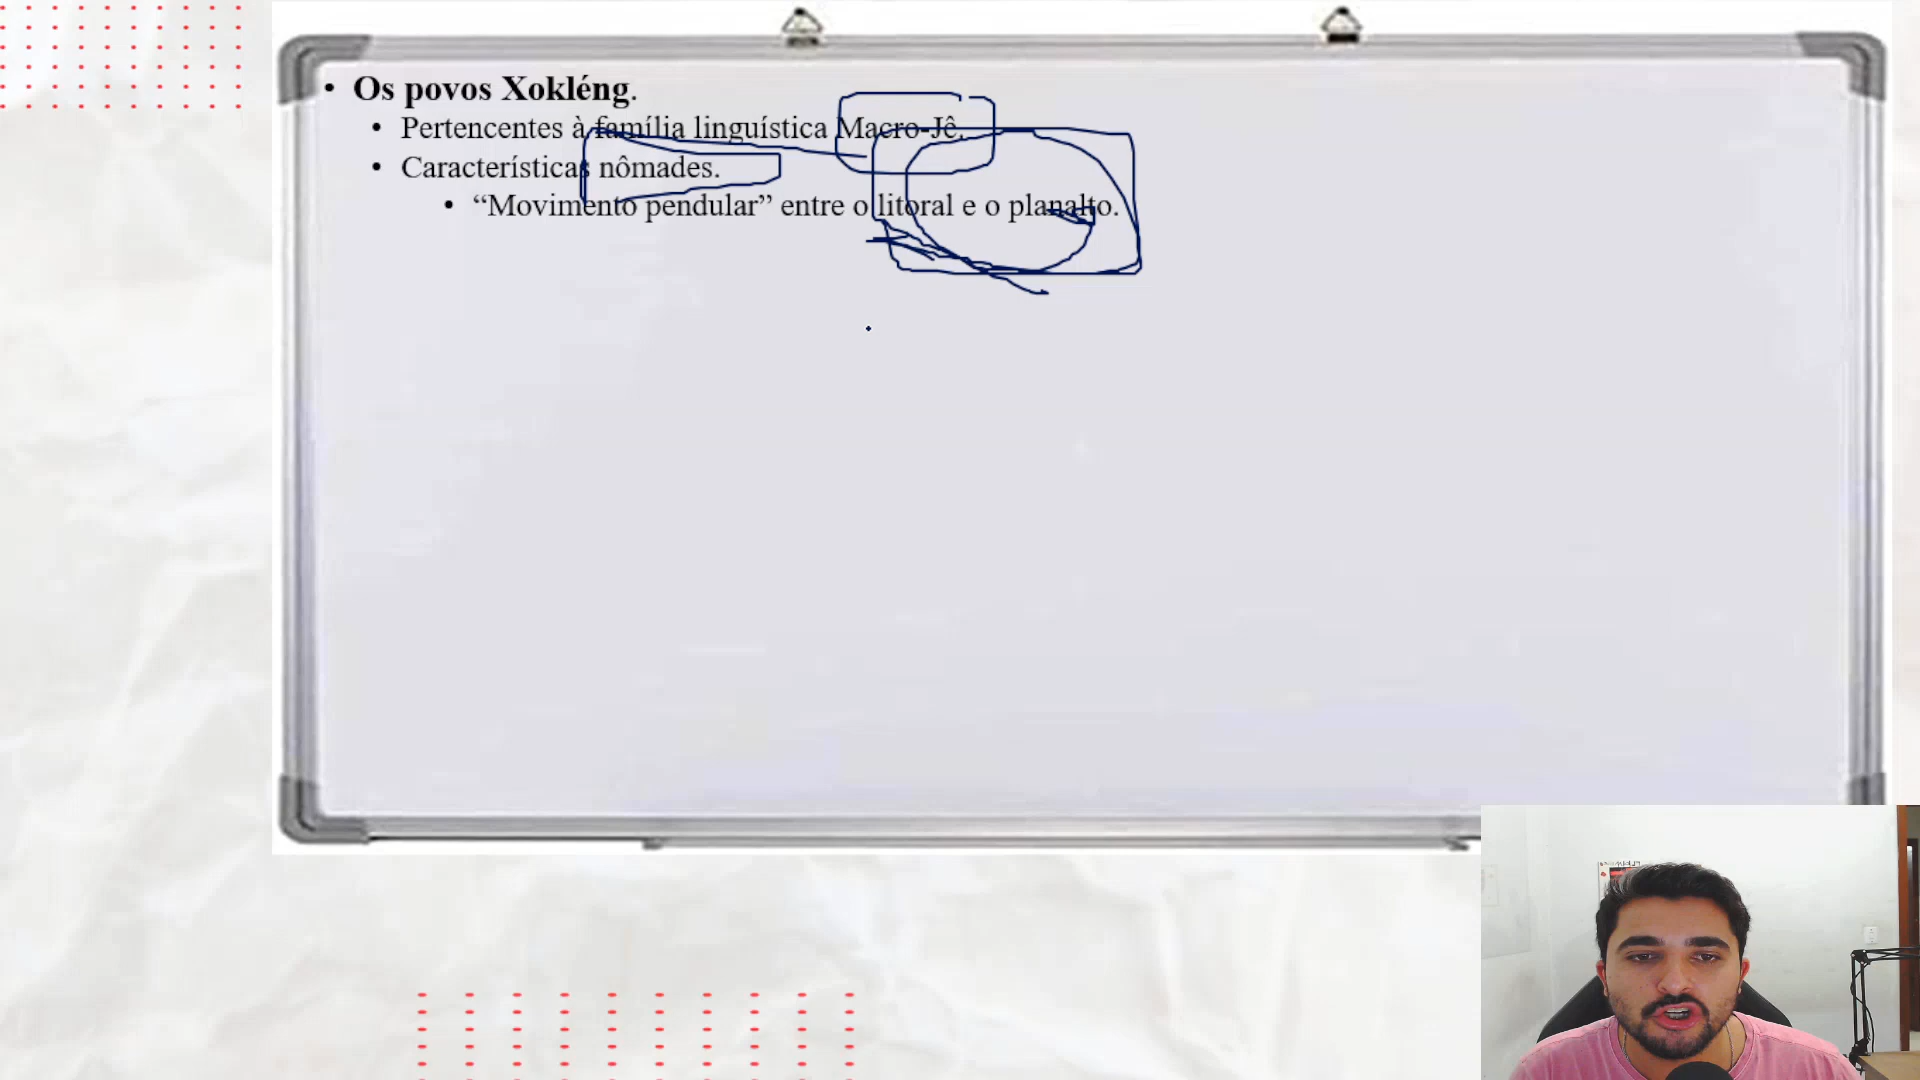 • Os povos Xokléng.
• Pertencentes à família linguística Macro-Jê.
• Características nômades.
• “Movimento pendular” entre o litoral e o planalto.